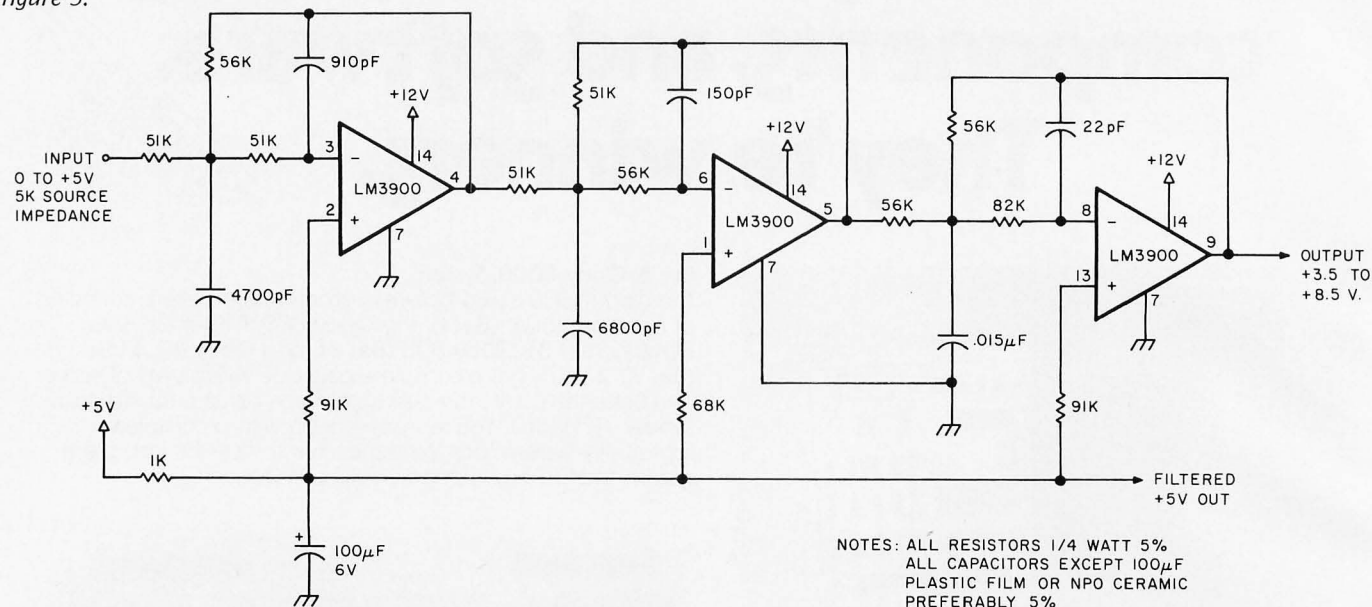 figure 5.
56K
910pF
51K
150pF
56K
22pF
+12V
+12V
+12V
51K
51K
3
-
14
LM3900
4
2
+
7
INPUT
0 TO +5V
5K SOURCE
IMPEDANCE
51K
56K
6
-
14
LM3900
5
1
+
7
56K
82K
8
-
14
LM3900
9
13
+
7
OUTPUT
+3.5 TO
+8.5 V.
4700pF
6800pF
.015µF
91K
68K
91K
+5V
1K
FILTERED
+5V OUT
+
100µF
6V
NOTES: ALL RESISTORS 1/4 WATT 5%
ALL CAPACITORS EXCEPT 100µF
PLASTIC FILM OR NPO CERAMIC
PREFERABLY 5%